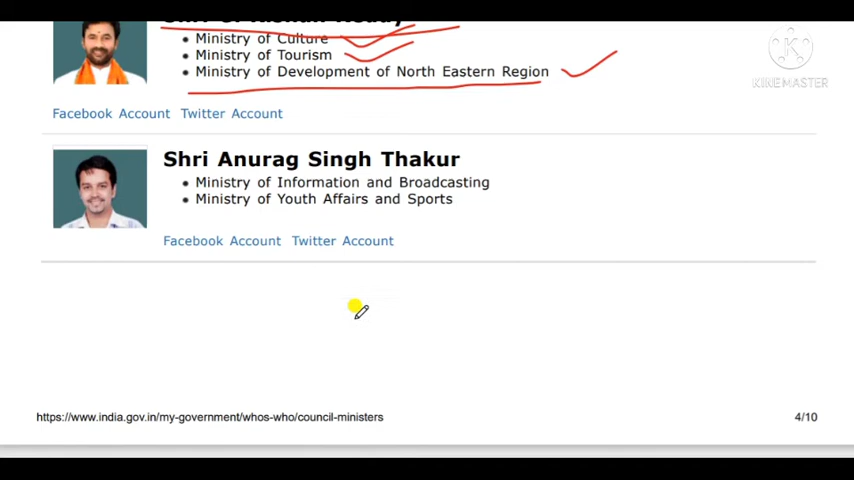 Ministry of Culture
Ministry of Tourism
Ministry of Development of North Eastern Region
Facebook Account Twitter Account
Shri Anurag Singh Thakur
Ministry of Information and Broadcasting
Ministry of Youth Affairs and Sports
Facebook Account Twitter Account
https://www.india.gov.in/my-government/whos-who/council-ministers 4/10
KINEMASTER